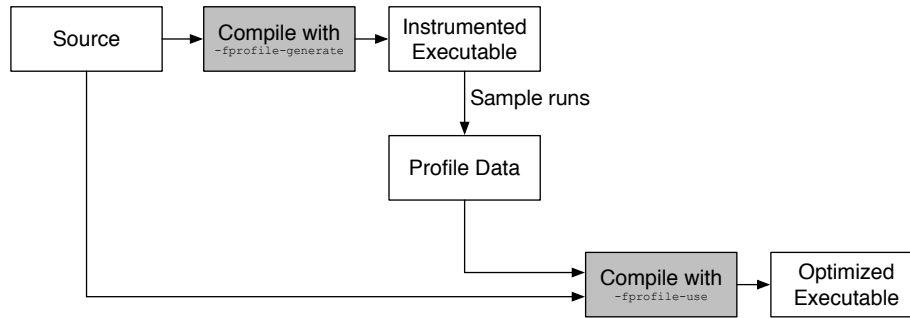 Source
Compile with
-fprofile-generate
Instrumented
Executable
Sample runs
Profile Data
Compile with
-fprofile-use
Optimized
Executable